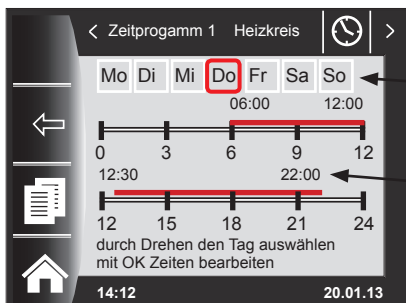 < Zeitprogamm 1 Heizkreis >
Mo Di Mi Do Fr Sa So
06:00 12:00
0 3 6 9 12
12:30 22:00
12 15 18 21 24
durch Drehen den Tag auswählen
mit OK Zeiten bearbeiten
14:12 20.01.13